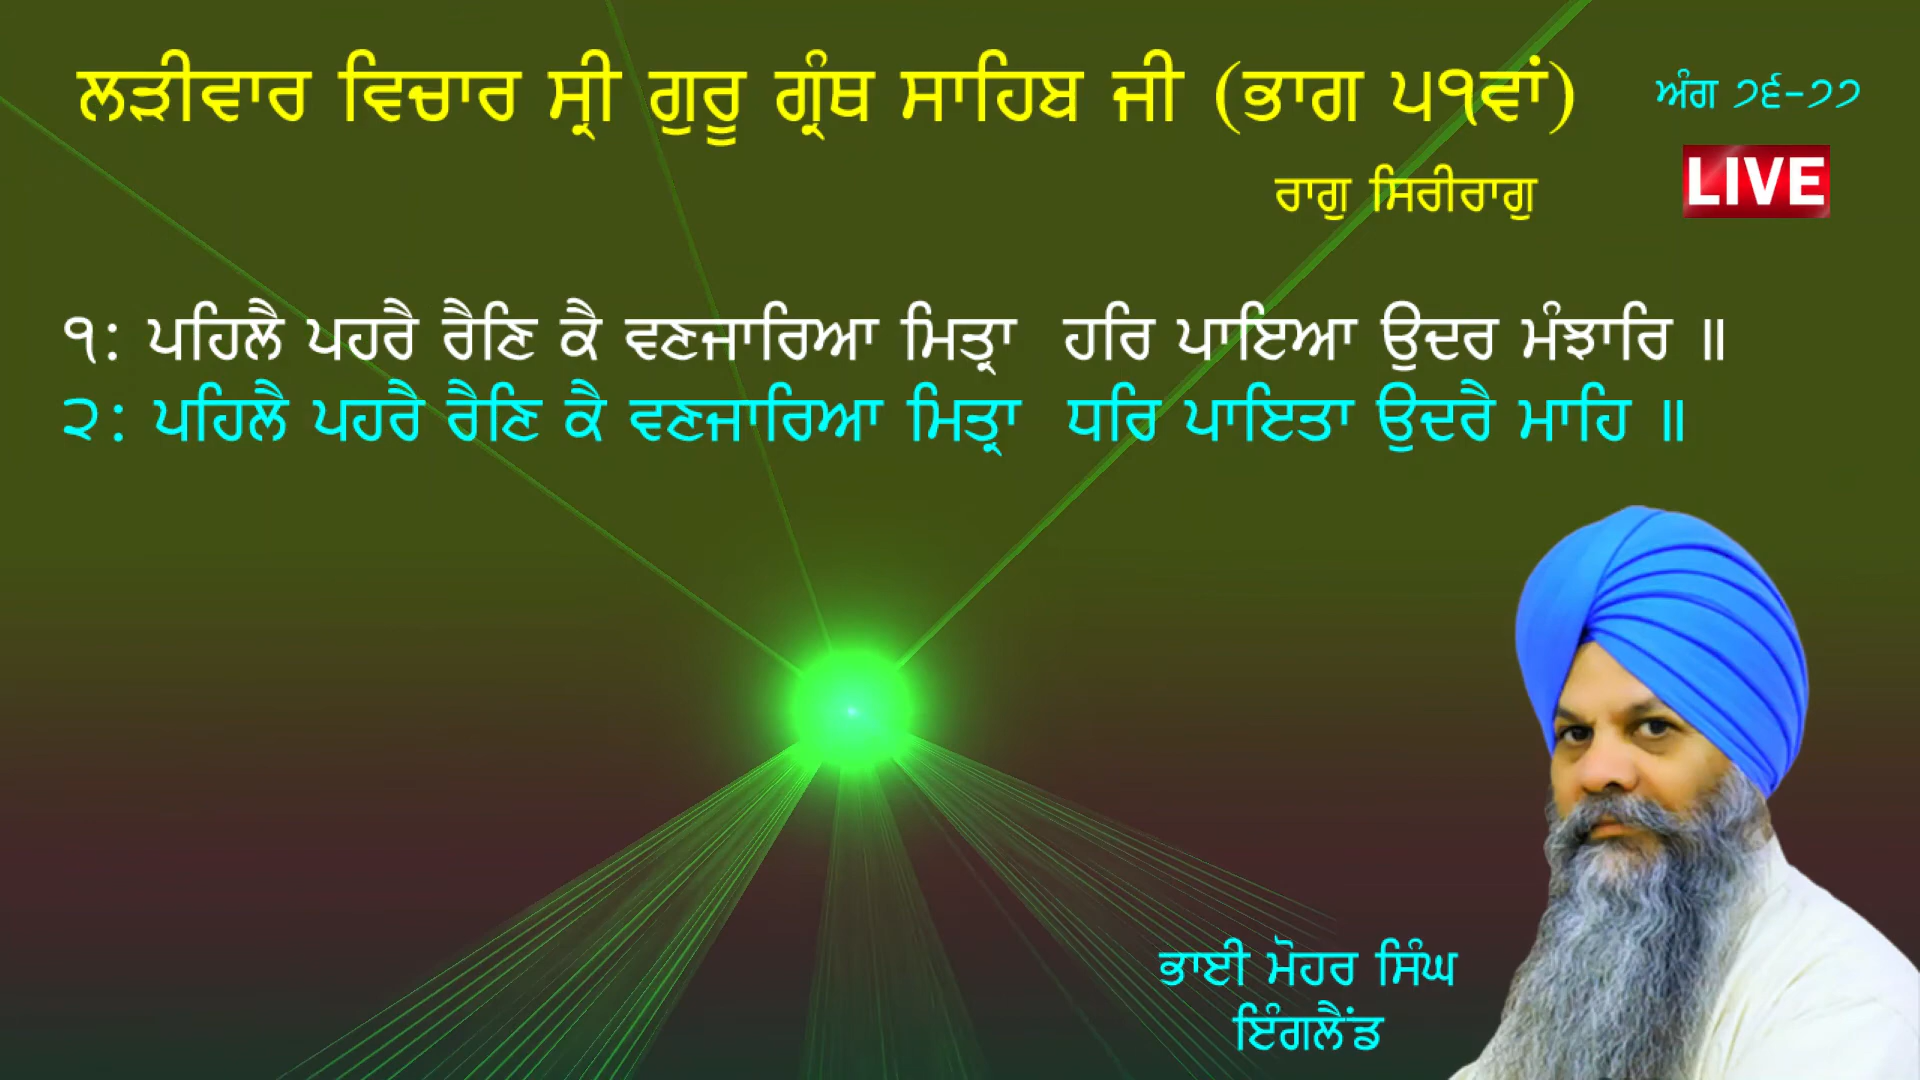 ਲੜੀਵਾਰ ਵਿਚਾਰ ਸ੍ਰੀ ਗੁਰੂ ਗ੍ਰੰਥ ਸਾਹਿਬ ਜੀ (ਭਾਗ ੫੧ਵਾਂ)
ਅੰਗ ੭੬-੭੭
LIVE
ਰਾਗੁ ਸਿਰੀਰਾਗੁ
੧: ਪਹਿਲੈ ਪਹਰੈ ਰੈਣਿ ਕੈ ਵਣਜਾਰਿਆ ਮਿਤ੍ਰਾ ਹਰਿ ਪਾਇਆ ਉਦਰ ਮੰਝਾਰਿ ॥
੨: ਪਹਿਲੈ ਪਹਰੈ ਰੈਣਿ ਕੈ ਵਣਜਾਰਿਆ ਮਿਤ੍ਰਾ ਧਰਿ ਪਾਇਤਾ ਉਦਰੈ ਮਾਹਿ ॥
ਭਾਈ ਮੋਹਰ ਸਿੰਘ
ਇੰਗਲੈਂਡ